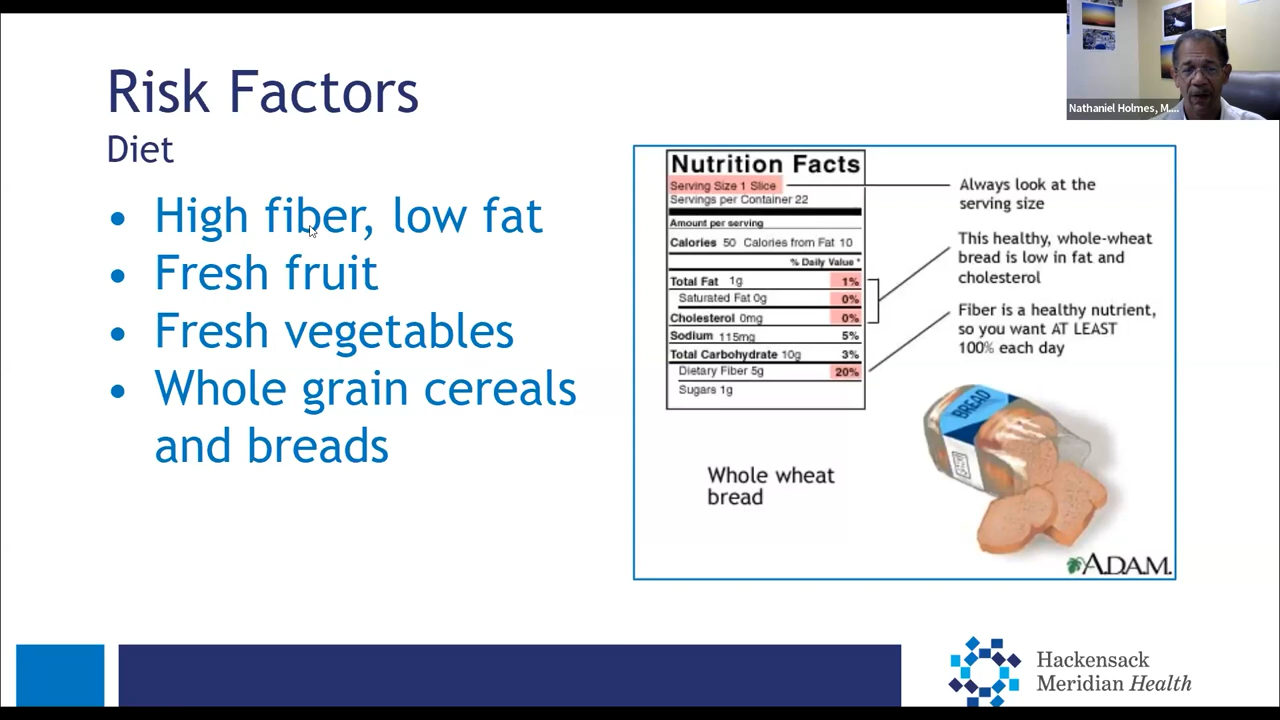 Risk Factors
Diet
• High fiber, low fat
• Fresh fruit
• Fresh vegetables
• Whole grain cereals
and breads
Nutrition Facts
Serving Size 1 Slice
Servings per Container 22
Amount per serving
Calories 50 Calories from Fat 10
% Daily Value *
Total Fat 1g 1%
Saturated Fat 0g 0%
Cholesterol 0mg 0%
Sodium 115mg 5%
Total Carbohydrate 10g 3%
Dietary Fiber 5g 20%
Sugars 1g
Always look at the
serving size
This healthy, whole-wheat
bread is low in fat and
cholesterol
Fiber is a healthy nutrient,
so you want AT LEAST
100% each day
BREAD
Whole wheat
bread
A.D.A.M.
Nathaniel Holmes, M....
Hackensack
Meridian Health